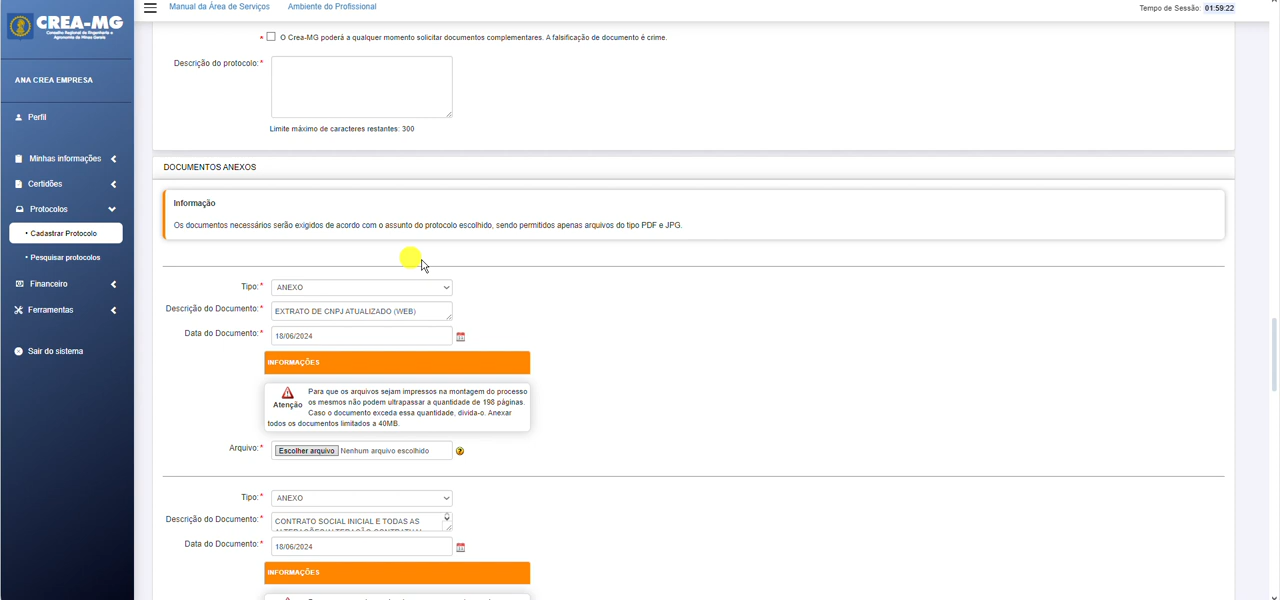 Manual da Área de Serviços
Ambiente do Profissional
Tempo de Sessão: 01:59:22
CREA-MG
Conselho Regional de Engenharia e
Agronomia de Minas Gerais
ANA CREA EMPRESA
Perfil
Minhas informações
Certidões
Protocolos
• Cadastrar Protocolo
• Pesquisar protocolos
Financeiro
Ferramentas
Sair do sistema
* O Crea-MG poderá a qualquer momento solicitar documentos complementares. A falsificação de documento é crime.
Descrição do protocolo:*
Limite máximo de caracteres restantes: 300
DOCUMENTOS ANEXOS
Informação
Os documentos necessários serão exigidos de acordo com o assunto do protocolo escolhido, sendo permitidos apenas arquivos do tipo PDF e JPG.
Tipo:* ANEXO
Descrição do Documento:* EXTRATO DE CNPJ ATUALIZADO (WEB)
Data do Documento:* 18/06/2024
INFORMAÇÕES
Atenção
Para que os arquivos sejam impressos na montagem do processo
os mesmos não podem ultrapassar a quantidade de 198 páginas.
Caso o documento exceda essa quantidade, divida-o. Anexar
todos os documentos limitados a 40MB.
Arquivo:* Escolher arquivo Nenhum arquivo escolhido
Tipo:* ANEXO
Descrição do Documento:* CONTRATO SOCIAL INICIAL E TODAS AS
Data do Documento:* 18/06/2024
INFORMAÇÕES